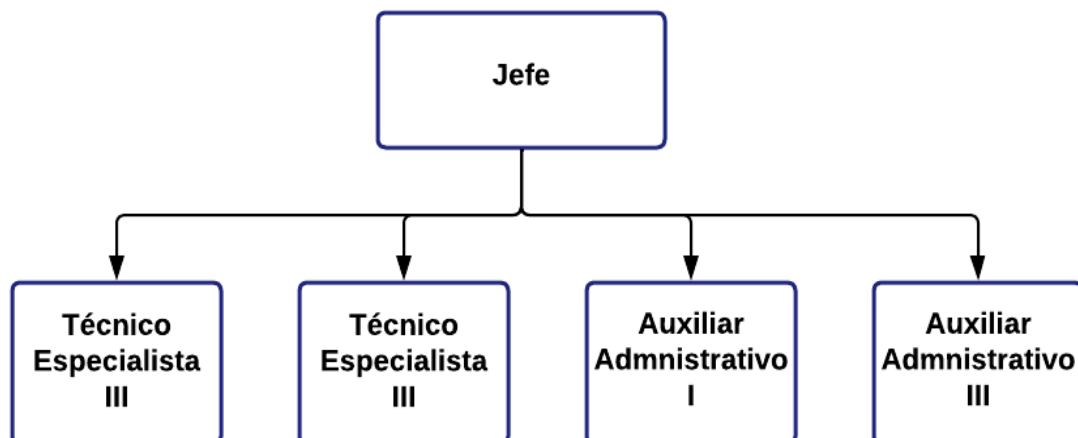 Jefe
Técnico
Especialista
III
Técnico
Especialista
III
Auxiliar
Admnistrativo
I
Auxiliar
Admnistrativo
III